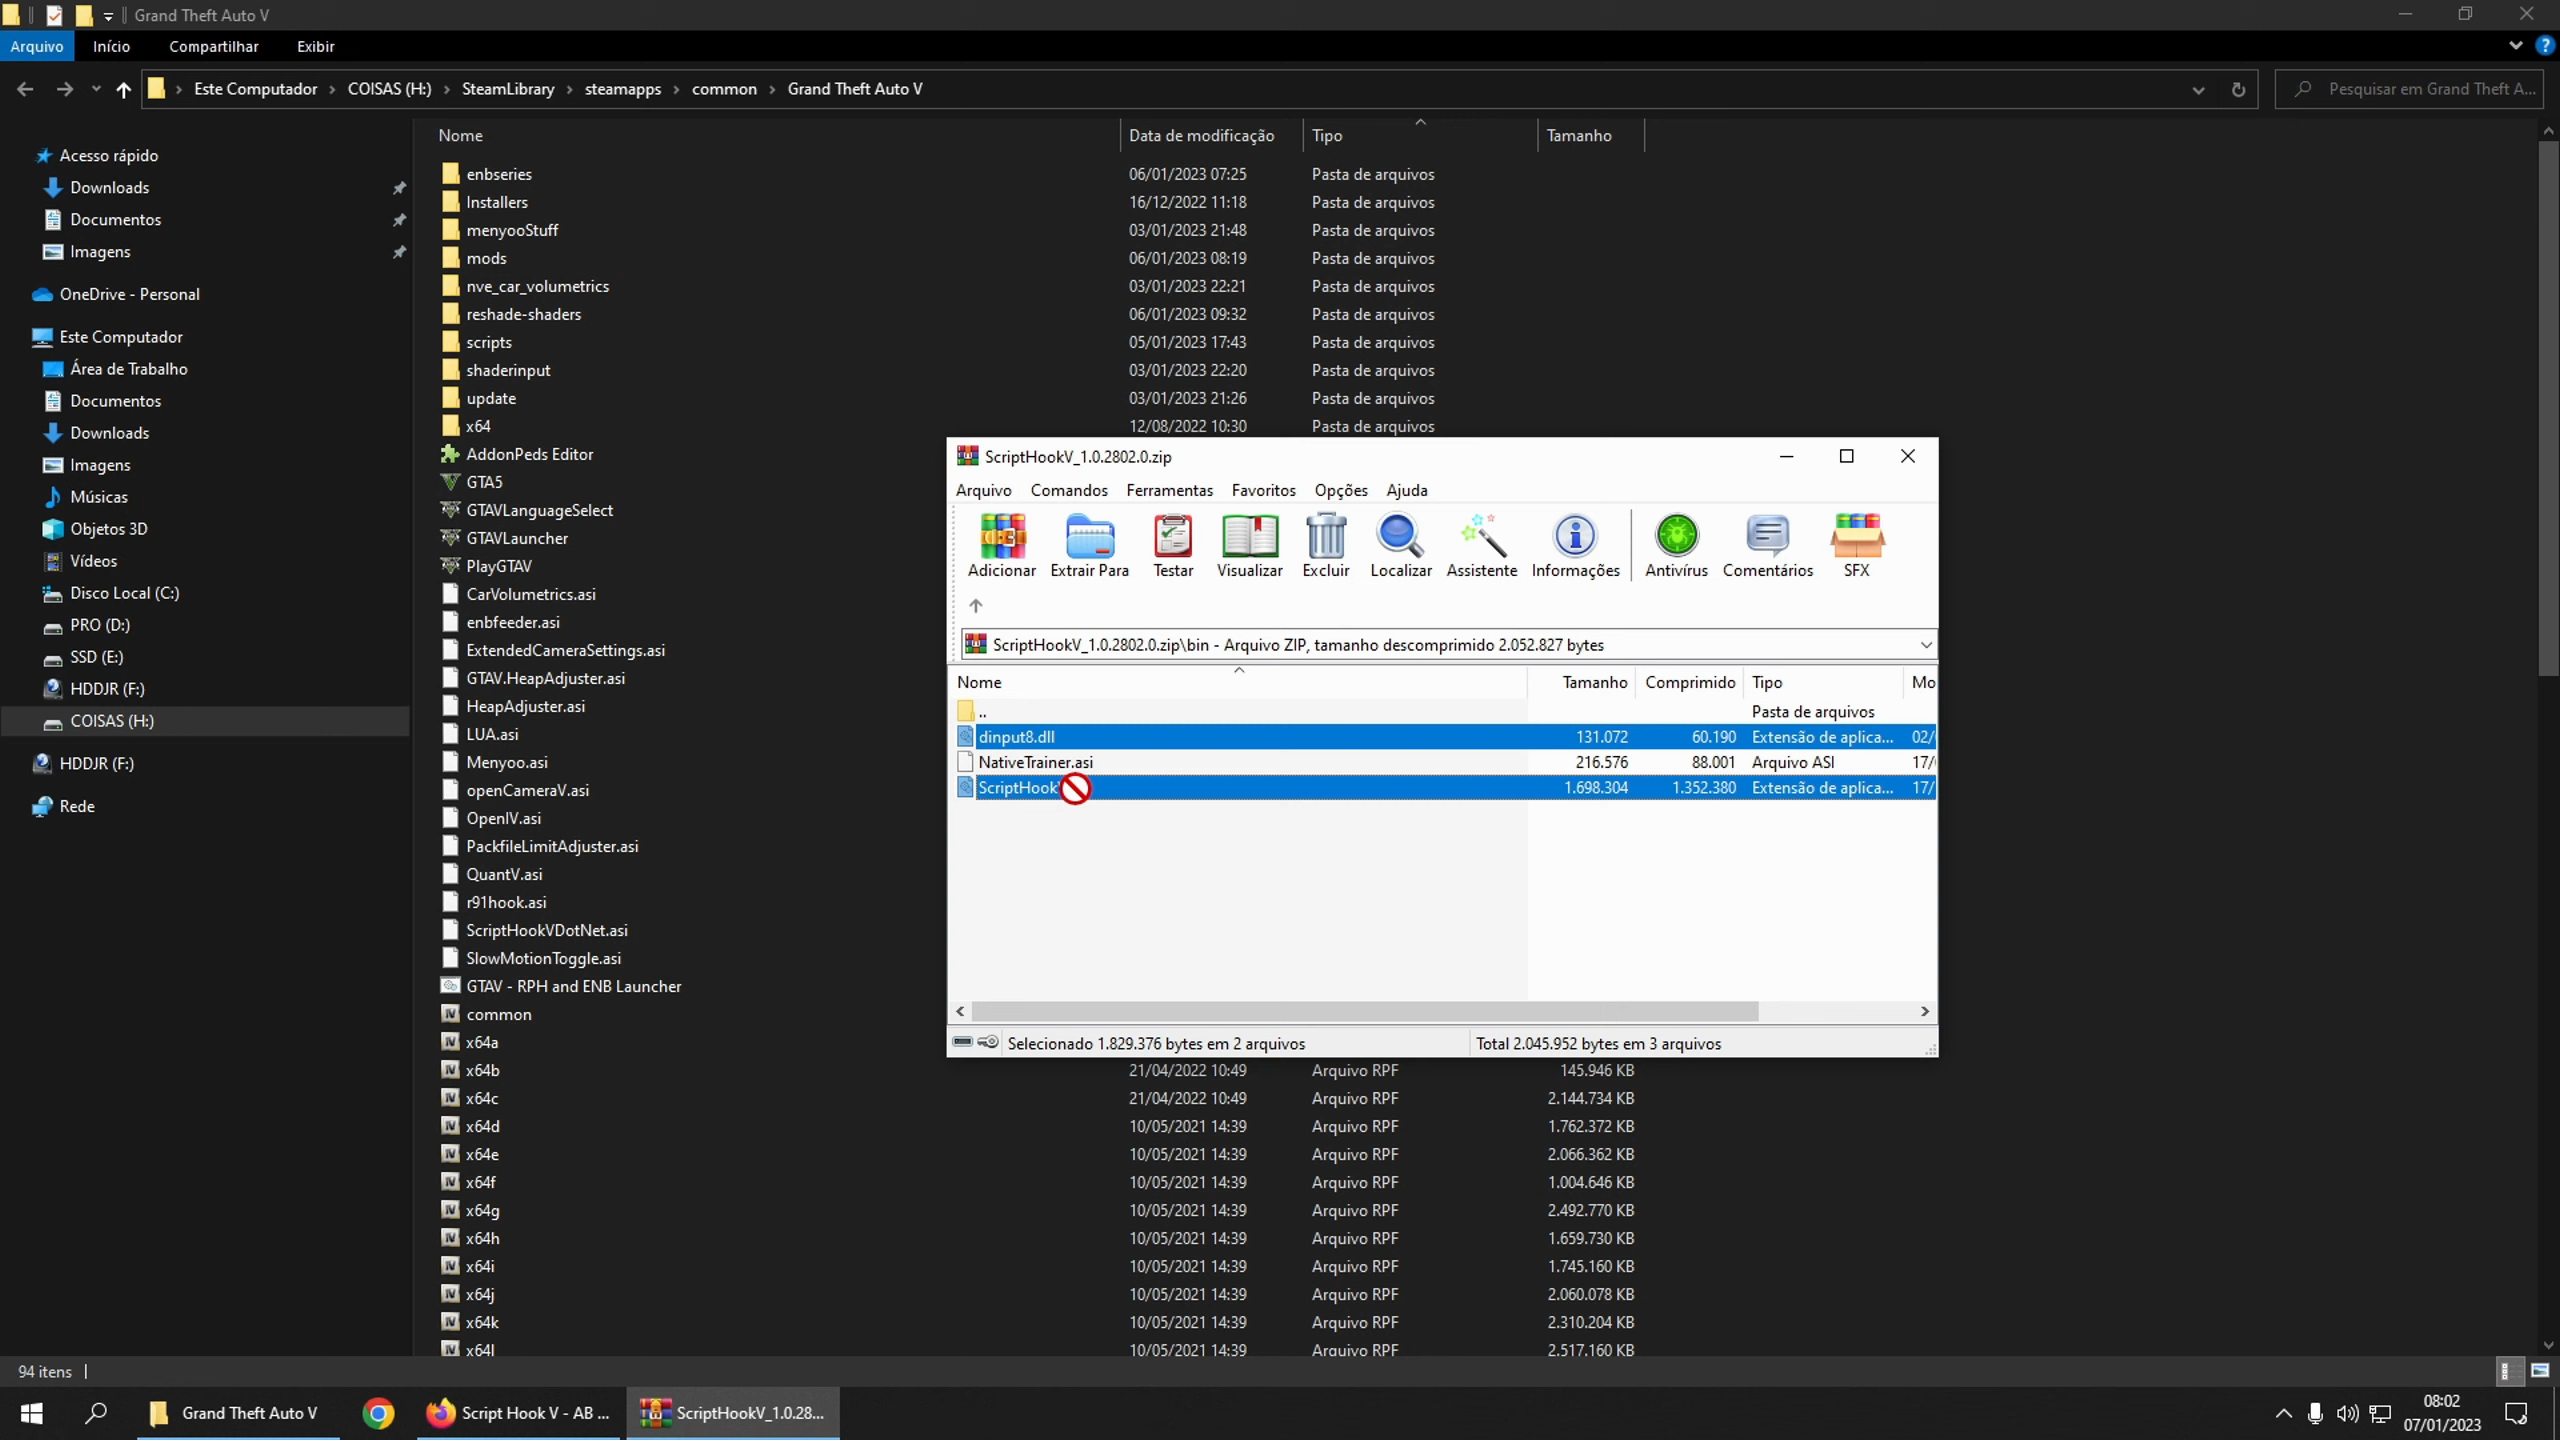 Grand Theft Auto V
Arquivo Início Compartilhar Exibir
Este Computador COISAS (H:) SteamLibrary steamapps common Grand Theft Auto V Pesquisar em Grand Theft A...
Nome Data de modificação Tipo Tamanho
Acesso rápido
Downloads
Documentos
Imagens
OneDrive - Personal
Este Computador
Área de Trabalho
Documentos
Downloads
Imagens
Músicas
Objetos 3D
Vídeos
Disco Local (C:)
PRO (D:)
SSD (E:)
HDDJR (F:)
COISAS (H:)
HDDJR (F:)
Rede
enbseries 06/01/2023 07:25 Pasta de arquivos
Installers 16/12/2022 11:18 Pasta de arquivos
menyooStuff 03/01/2023 21:48 Pasta de arquivos
mods 06/01/2023 08:19 Pasta de arquivos
nve_car_volumetrics 03/01/2023 22:21 Pasta de arquivos
reshade-shaders 06/01/2023 09:32 Pasta de arquivos
scripts 05/01/2023 17:43 Pasta de arquivos
shaderinput 03/01/2023 22:20 Pasta de arquivos
update 03/01/2023 21:26 Pasta de arquivos
x64 12/08/2022 10:30 Pasta de arquivos
AddonPeds Editor
GTA5
GTAVLanguageSelect
GTAVLauncher
PlayGTAV
CarVolumetrics.asi
enbfeeder.asi
ExtendedCameraSettings.asi
GTAV.HeapAdjuster.asi
HeapAdjuster.asi
LUA.asi
Menyoo.asi
openCameraV.asi
OpenIV.asi
PackfileLimitAdjuster.asi
QuantV.asi
r91hook.asi
ScriptHookVDotNet.asi
SlowMotionToggle.asi
GTAV - RPH and ENB Launcher
common
x64a
x64b 21/04/2022 10:49 Arquivo RPF 145.946 KB
x64c 21/04/2022 10:49 Arquivo RPF 2.144.734 KB
x64d 10/05/2021 14:39 Arquivo RPF 1.762.372 KB
x64e 10/05/2021 14:39 Arquivo RPF 2.066.362 KB
x64f 10/05/2021 14:39 Arquivo RPF 1.004.646 KB
x64g 10/05/2021 14:39 Arquivo RPF 2.492.770 KB
x64h 10/05/2021 14:39 Arquivo RPF 1.659.730 KB
x64i 10/05/2021 14:39 Arquivo RPF 1.745.160 KB
x64j 10/05/2021 14:39 Arquivo RPF 2.060.078 KB
x64k 10/05/2021 14:39 Arquivo RPF 2.310.204 KB
x64l 10/05/2021 14:39 Arquivo RPF 2.517.160 KB
ScriptHookV_1.0.2802.0.zip
Arquivo Comandos Ferramentas Favoritos Opções Ajuda
Adicionar Extrair Para Testar Visualizar Excluir Localizar Assistente Informações Antivírus Comentários SFX
ScriptHookV_1.0.2802.0.zip\bin - Arquivo ZIP, tamanho descomprimido 2.052.827 bytes
Nome Tamanho Comprimido Tipo Mo
.. Pasta de arquivos
dinput8.dll 131.072 60.190 Extensão de aplica... 02/
NativeTrainer.asi 216.576 88.001 Arquivo ASI 17/
ScriptHook 1.698.304 1.352.380 Extensão de aplica... 17/
Selecionado 1.829.376 bytes em 2 arquivos Total 2.045.952 bytes em 3 arquivos
94 itens
Grand Theft Auto V Script Hook V - AB ... ScriptHookV_1.0.28...
08:02
07/01/2023